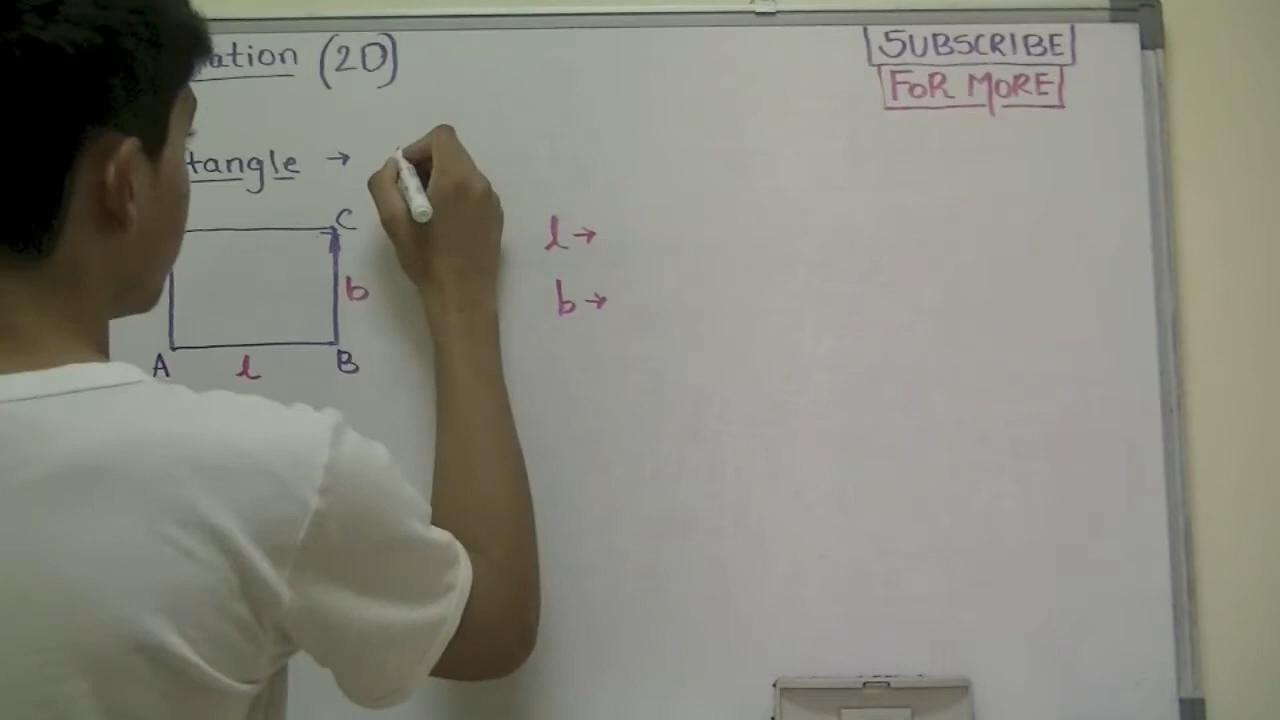 ation (2D)
SUBSCRIBE
FOR MORE
tangle →
C
l →
b
b →
A
l
B